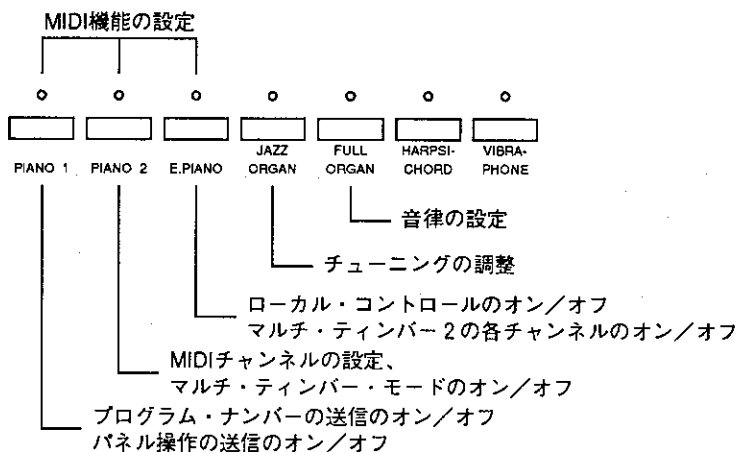 MIDI機能の設定
PIANO 1 PIANO 2 E.PIANO JAZZ ORGAN FULL ORGAN HARPSI-CHORD VIBRA-PHONE
音律の設定
チューニングの調整
ローカル・コントロールのオン／オフ
マルチ・ティンバー2の各チャンネルのオン／オフ
MIDIチャンネルの設定、
マルチ・ティンバー・モードのオン／オフ
プログラム・ナンバーの送信のオン／オフ
パネル操作の送信のオン／オフ